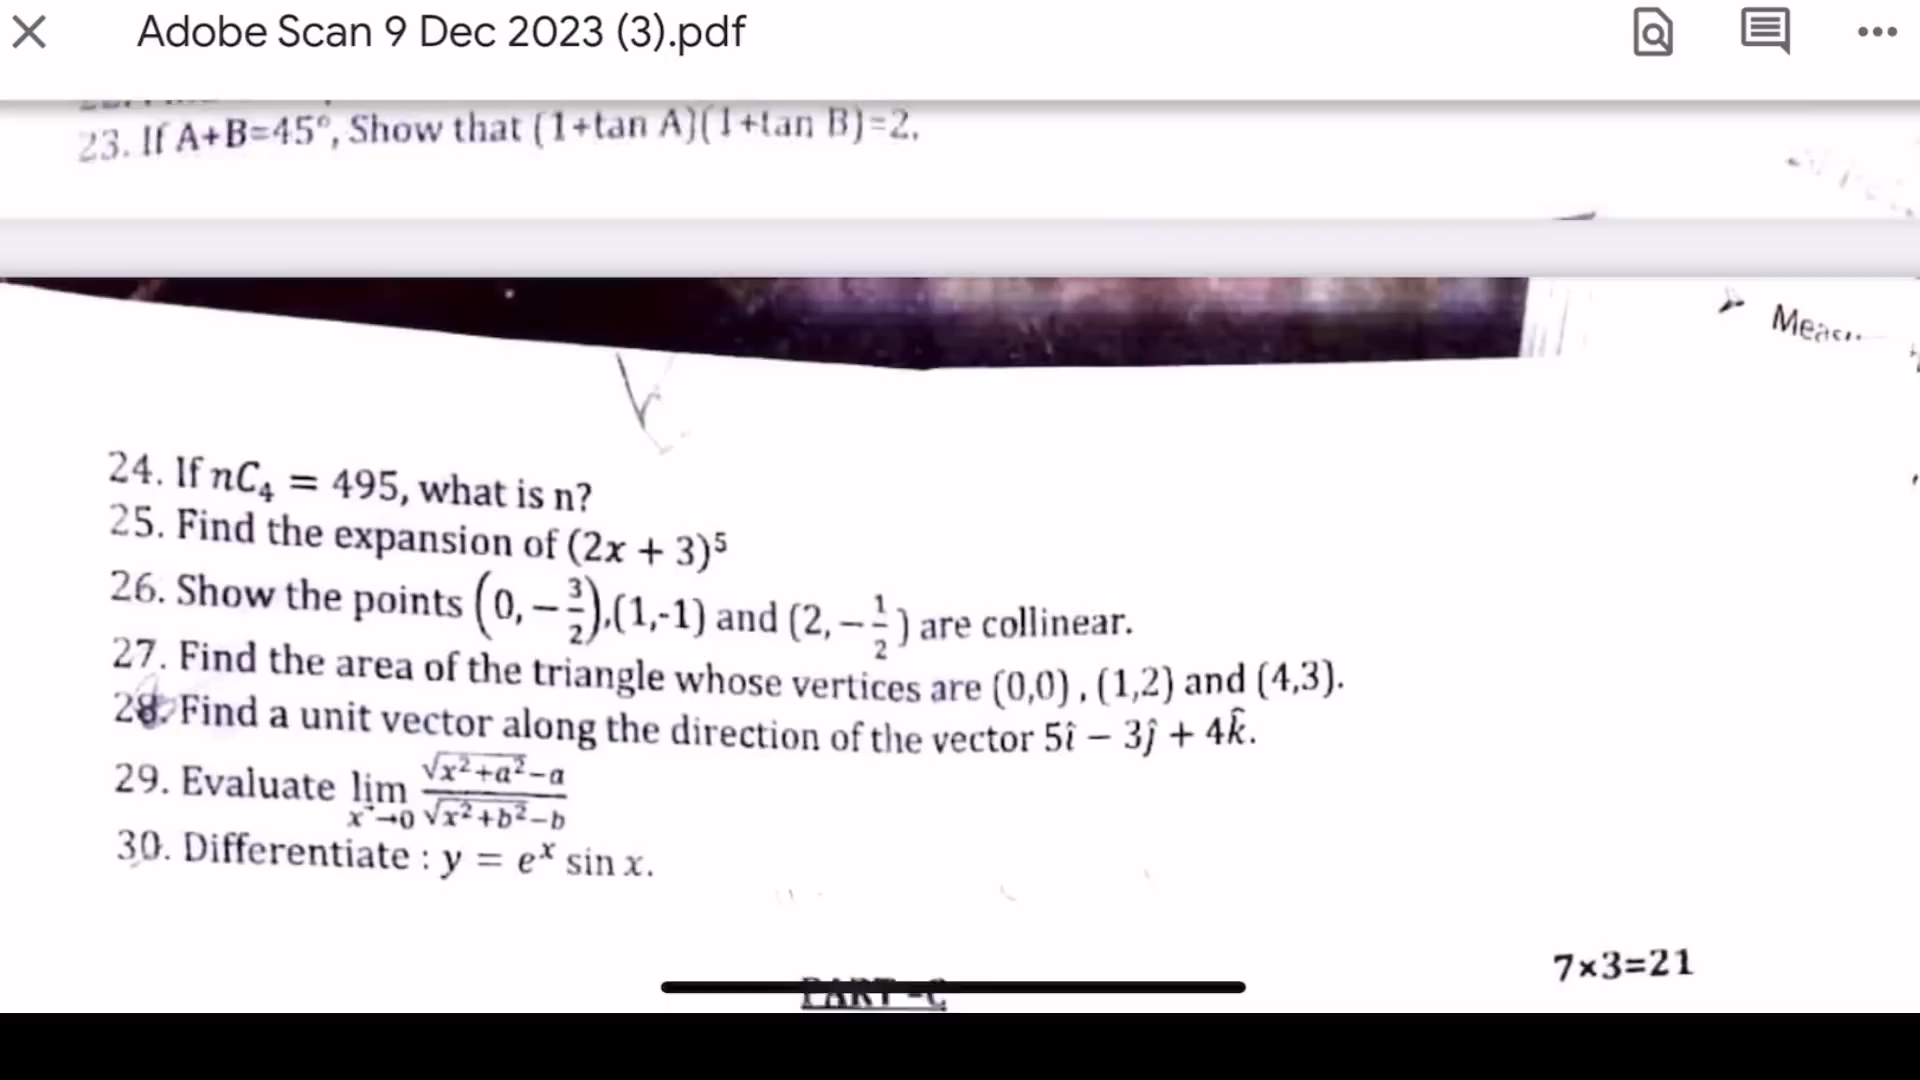 Adobe Scan 9 Dec 2023 (3).pdf
23. If A+B=45°, Show that (1+tan A)(1+tan B)=2.
24. If nC₄ = 495, what is n?
25. Find the expansion of (2x + 3)⁵
26. Show the points (0, −3/2),(1,-1) and (2, −1/2) are collinear.
27. Find the area of the triangle whose vertices are (0,0) , (1,2) and (4,3).
28. Find a unit vector along the direction of the vector 5î − 3ĵ + 4k̂.
29. Evaluate lim x→0 (√x²+a²−a)/(√x²+b²−b)
30. Differentiate : y = eˣ sin x.
7×3=21
PART –C